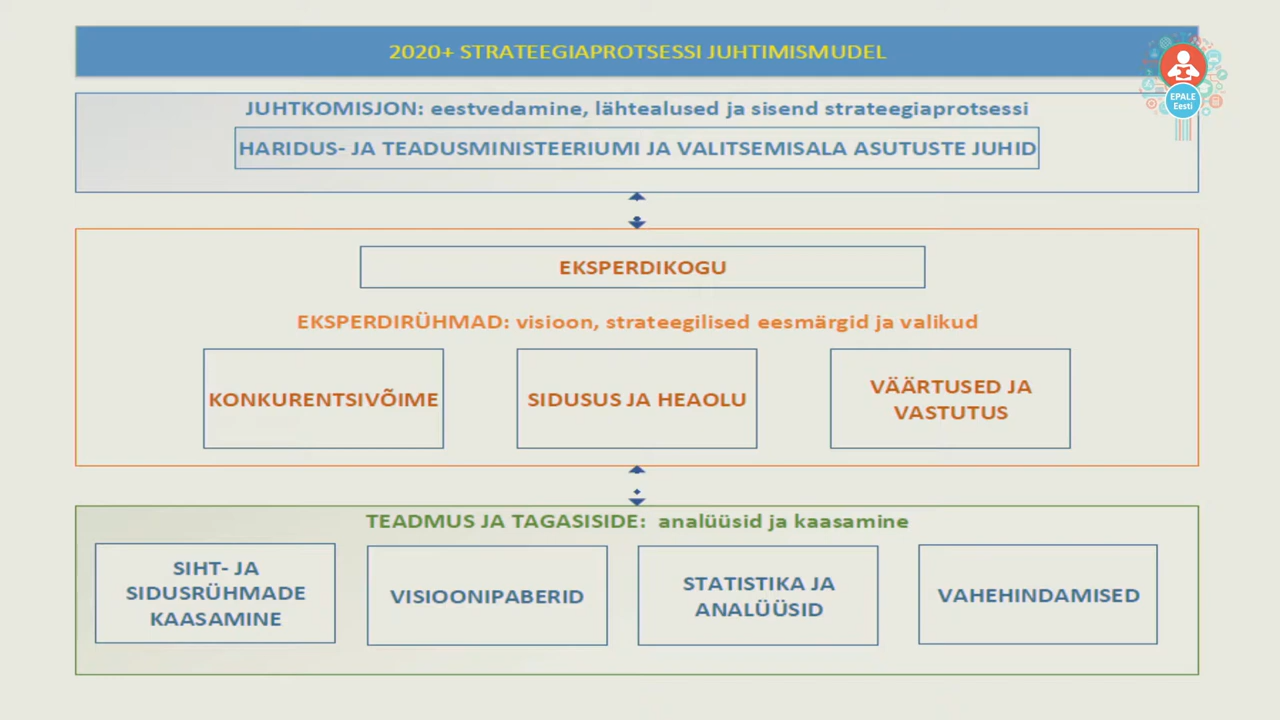 2020+ STRATEEGIAPROTSESSI JUHTIMISMUDEL
EPALE
Eesti
JUHTKOMISJON: eestvedamine, lähtealused ja sisend strateegiaprotsessi
HARIDUS- JA TEADUSMINISTEERIUMI JA VALITSEMISALA ASUTUSTE JUHID
EKSPERDIKOGU
EKSPERDIRÜHMAD: visioon, strateegilised eesmärgid ja valikud
KONKURENTSIVÕIME
SIDUSUS JA HEAOLU
VÄÄRTUSED JA
VASTUTUS
TEADMUS JA TAGASISIDE: analüüsid ja kaasamine
SIHT- JA
SIDUSRÜHMADE
KAASAMINE
VISIOONIPABERID
STATISTIKA JA
ANALÜÜSID
VAHEHINDAMISED